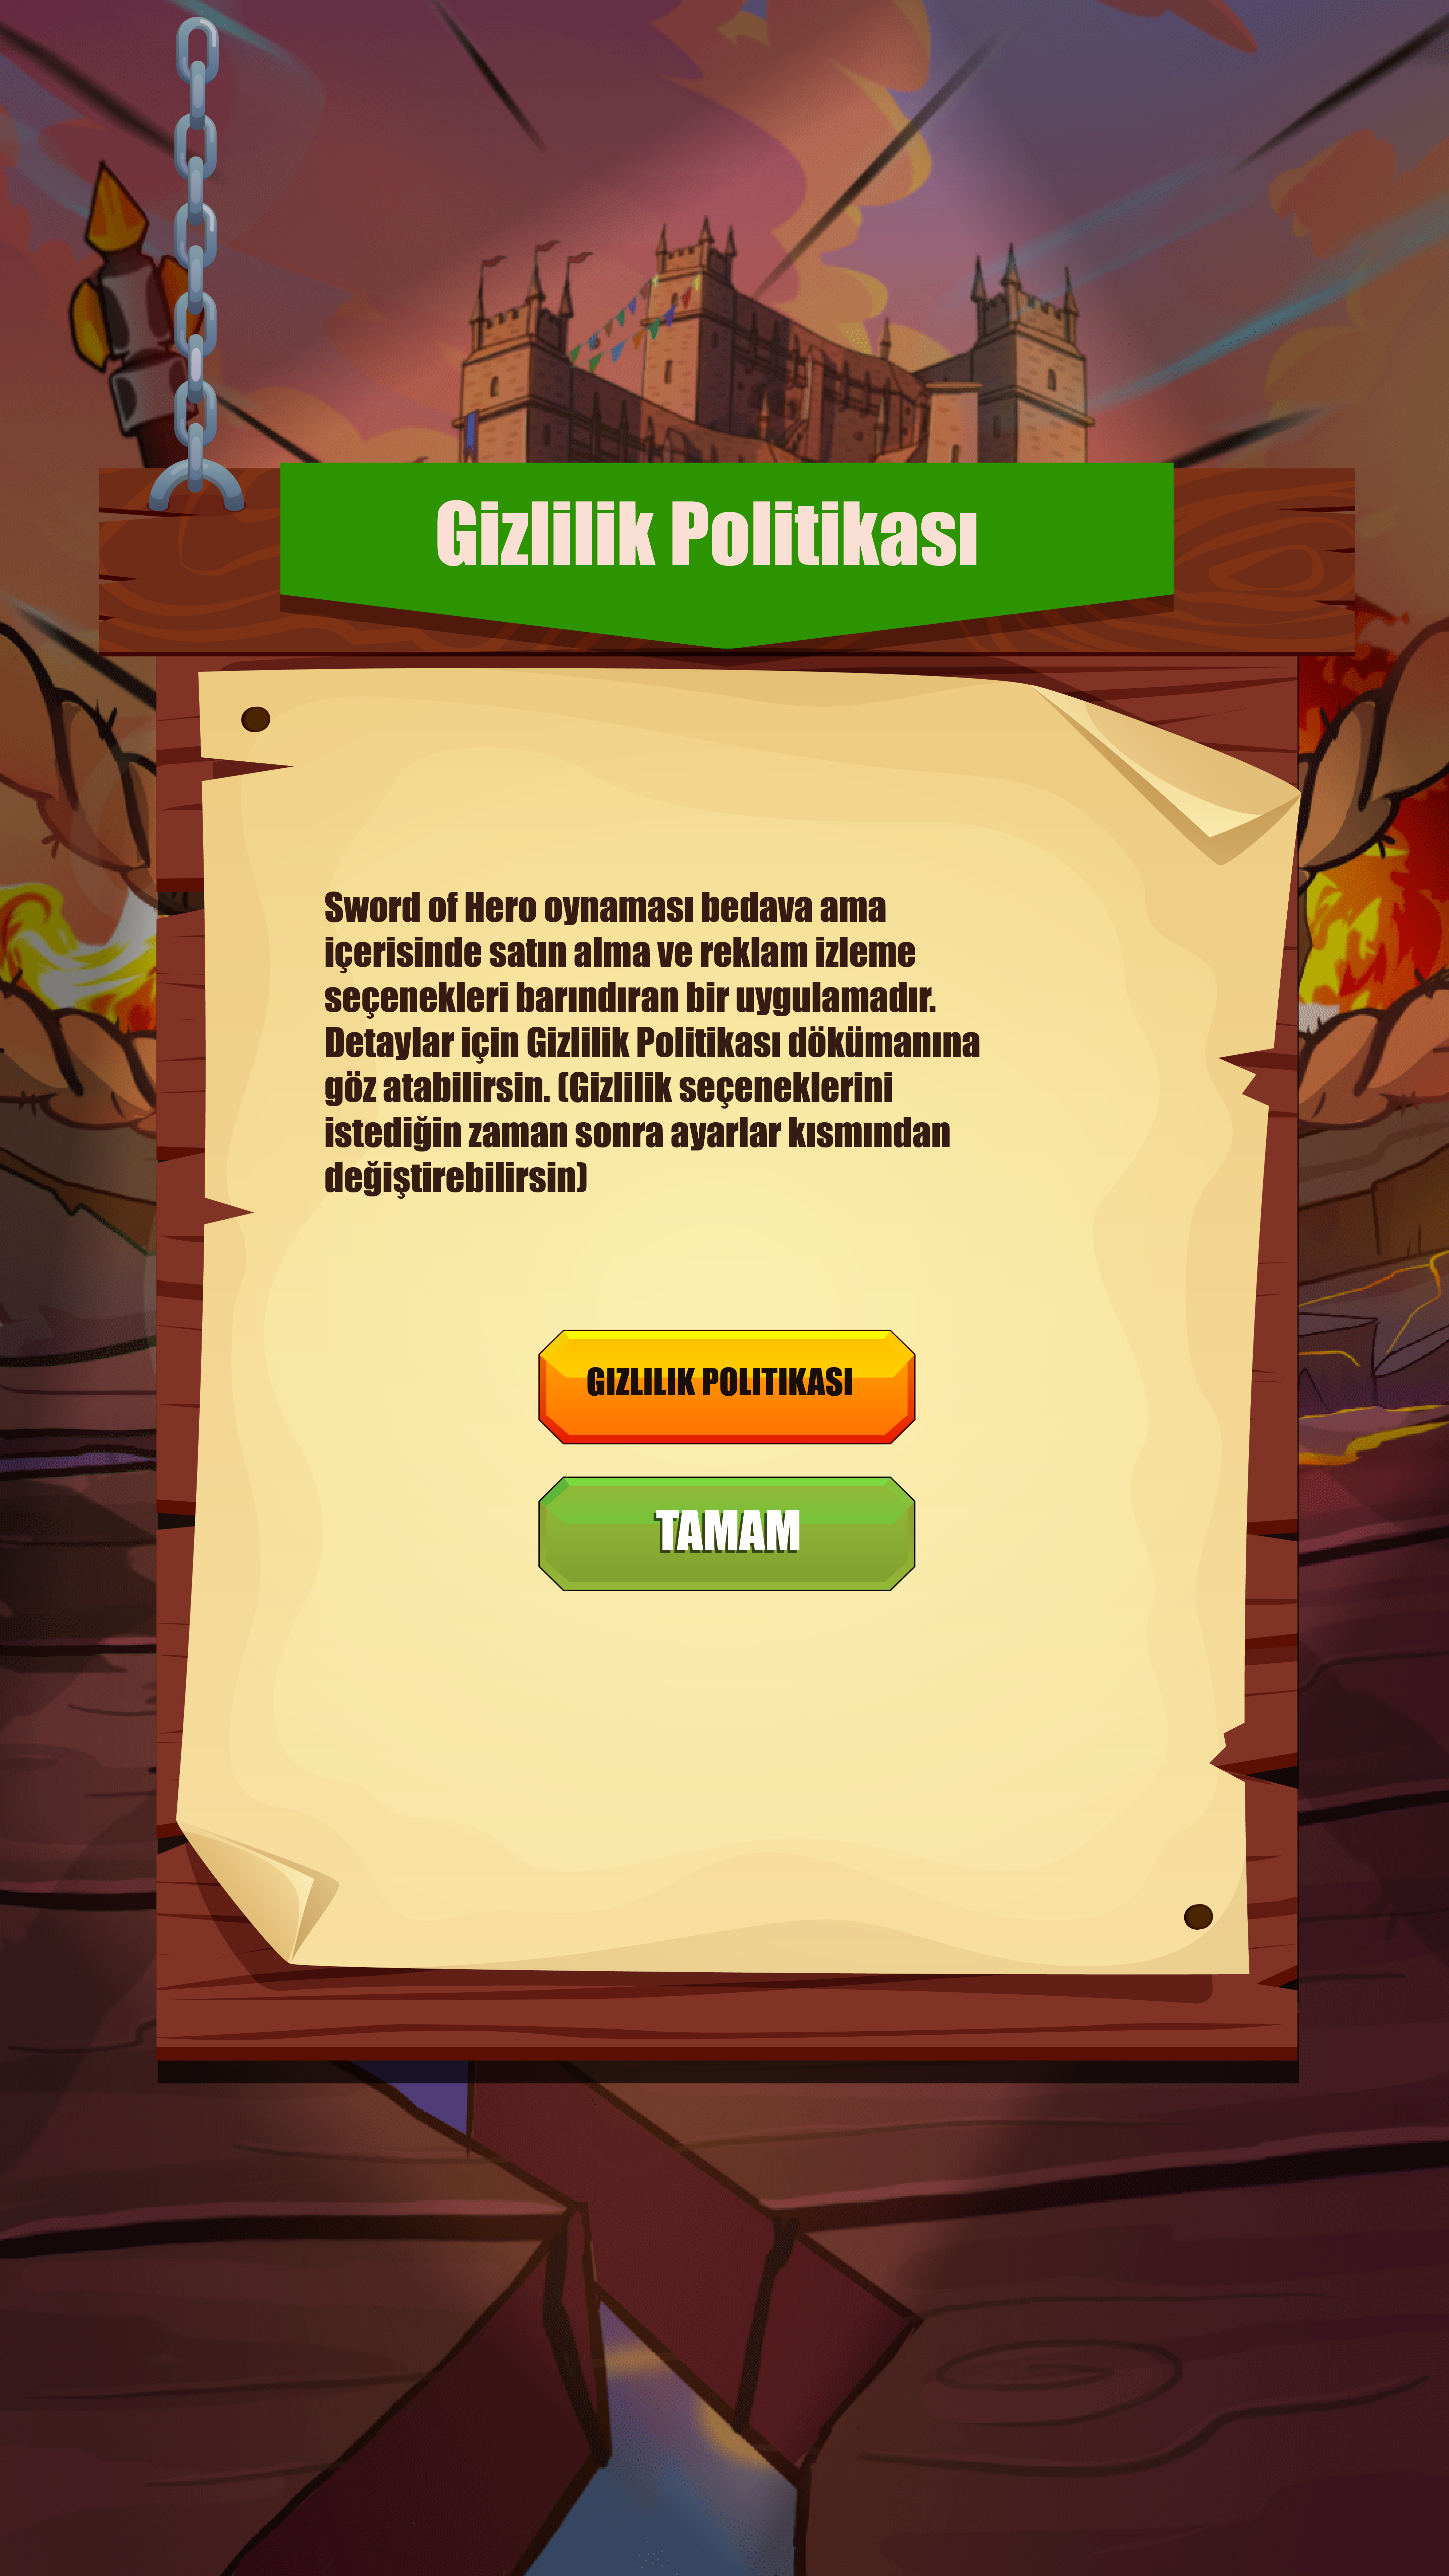 Gizlilik Politikası
Sword of Hero oynaması bedava ama
içerisinde satın alma ve reklam izleme
seçenekleri barındıran bir uygulamadır.
Detaylar için Gizlilik Politikası dökümanına
göz atabilirsin. (Gizlilik seçeneklerini
istediğin zaman sonra ayarlar kısmından
değiştirebilirsin)
GIZLILIK POLITIKASI
TAMAM